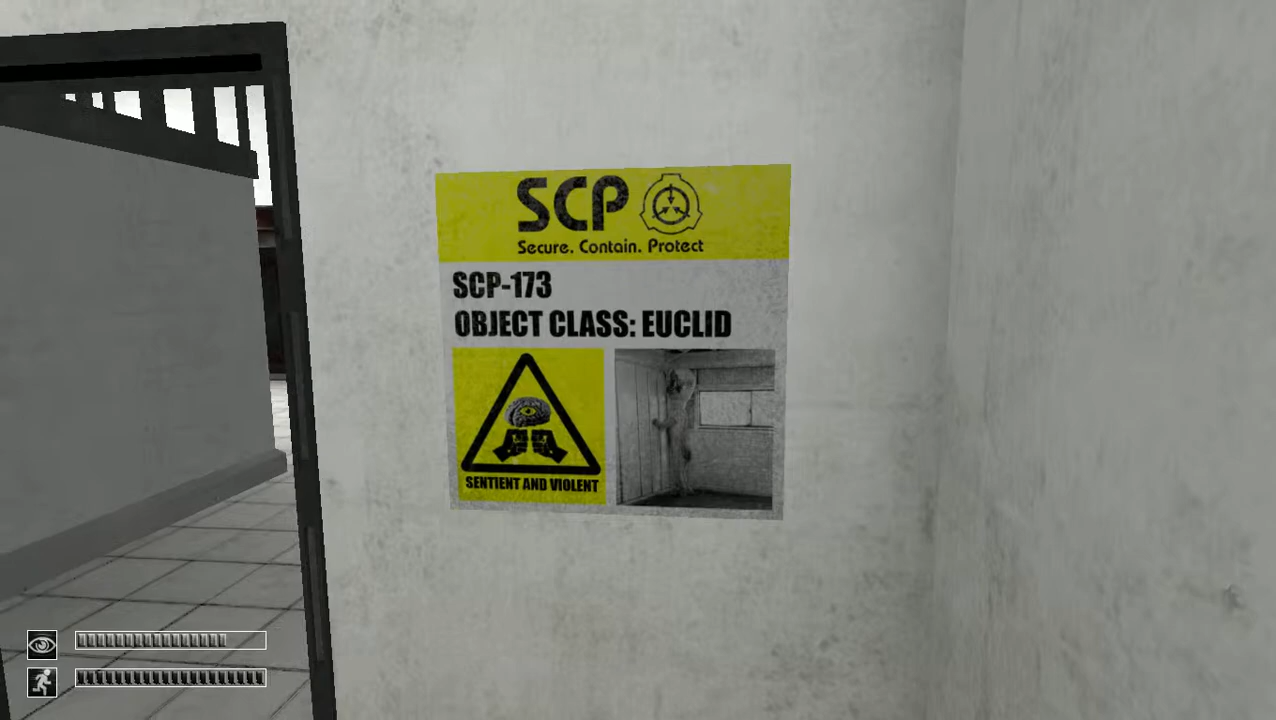 SCP
Secure. Contain. Protect
SCP-173
OBJECT CLASS: EUCLID
SENTIENT AND VIOLENT